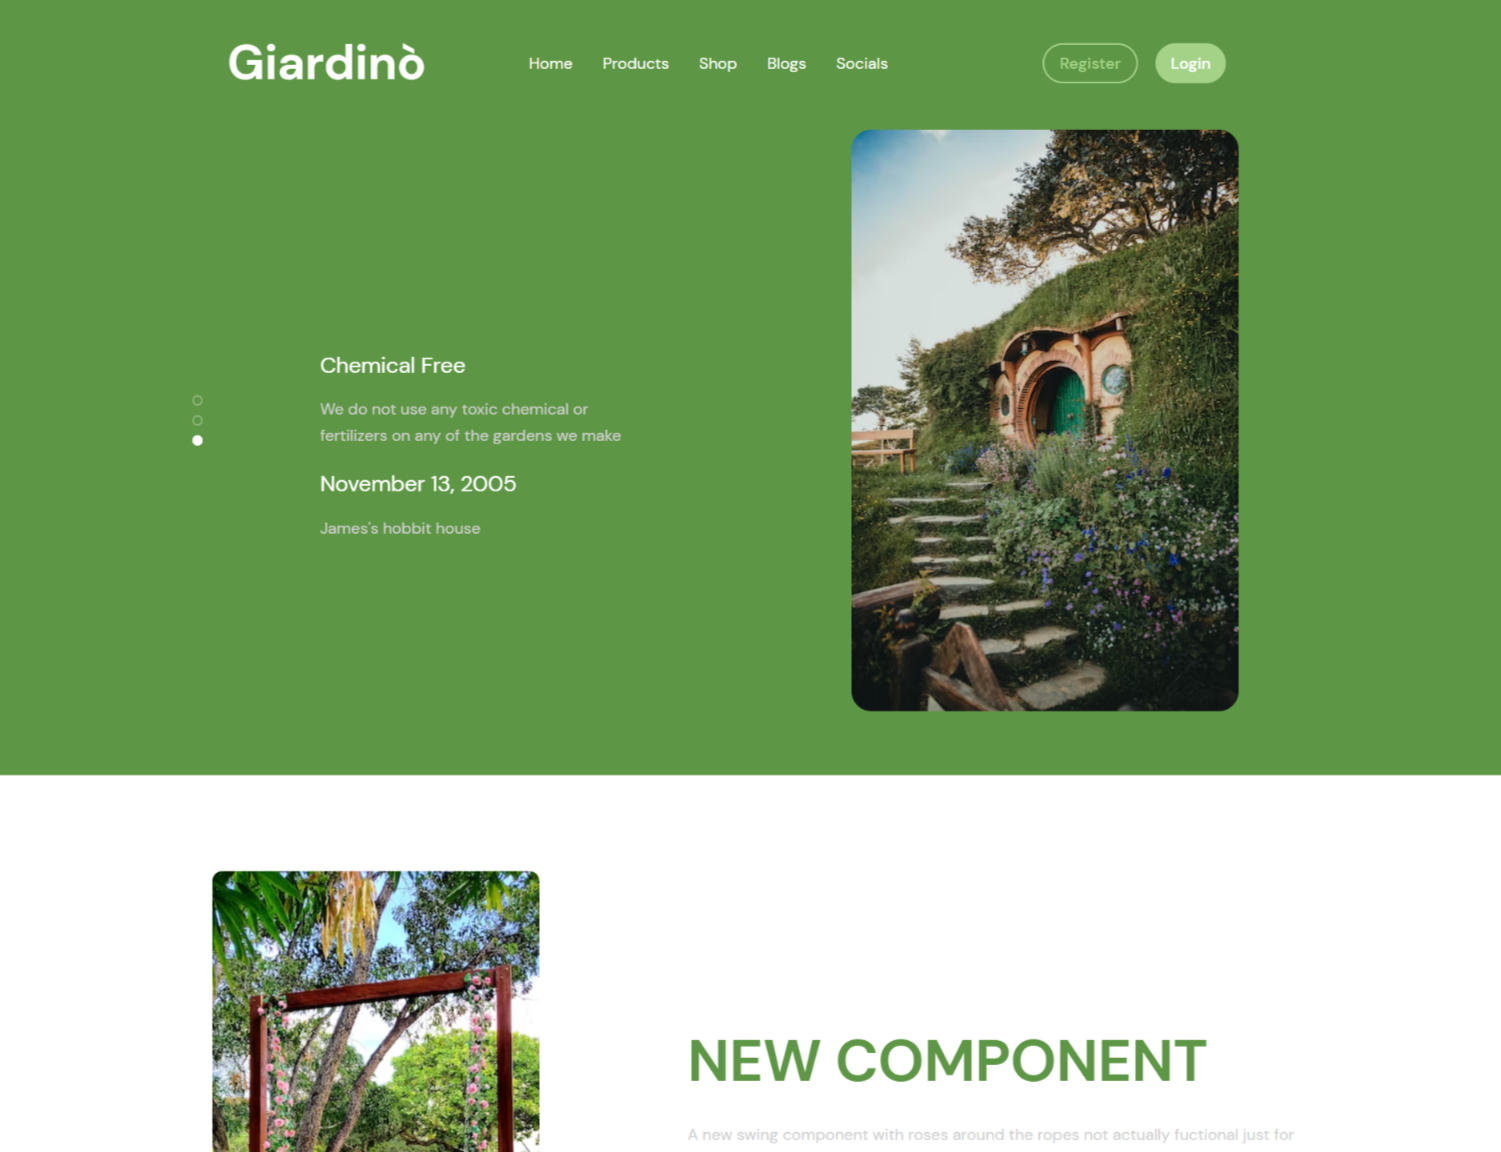 Giardinò
Home Products Shop Blogs Socials
Register Login
Chemical Free
We do not use any toxic chemical or
fertilizers on any of the gardens we make
November 13, 2005
James's hobbit house
NEW COMPONENT
A new swing component with roses around the ropes not actually fuctional just for